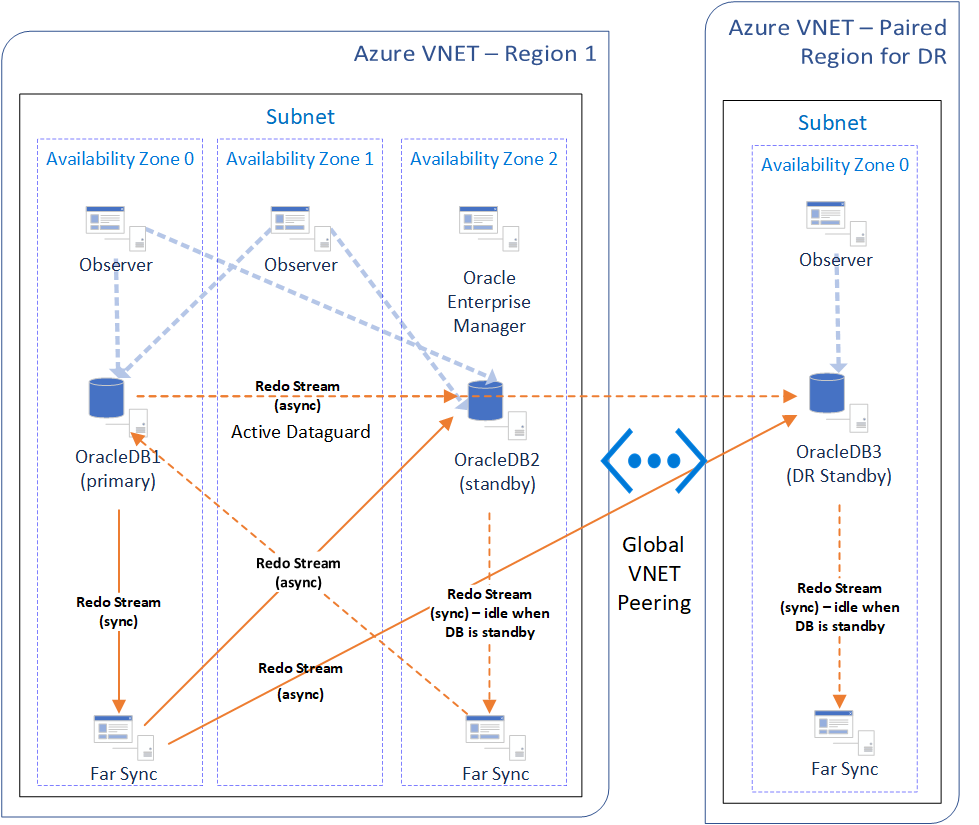 Azure VNET – Region 1
Azure VNET – Paired
Region for DR
Subnet
Subnet
Availability Zone 0
Availability Zone 1
Availability Zone 2
Availability Zone 0
Observer
Observer
Oracle
Enterprise
Manager
Observer
Redo Stream
(async)
Active Dataguard
OracleDB1
(primary)
OracleDB2
(standby)
OracleDB3
(DR Standby)
Global
VNET
Peering
Redo Stream
(async)
Redo Stream
(sync)
Redo Stream
(sync) – idle when
DB is standby
Redo Stream
(sync) – idle when
DB is standby
Redo Stream
(async)
Far Sync
Far Sync
Far Sync